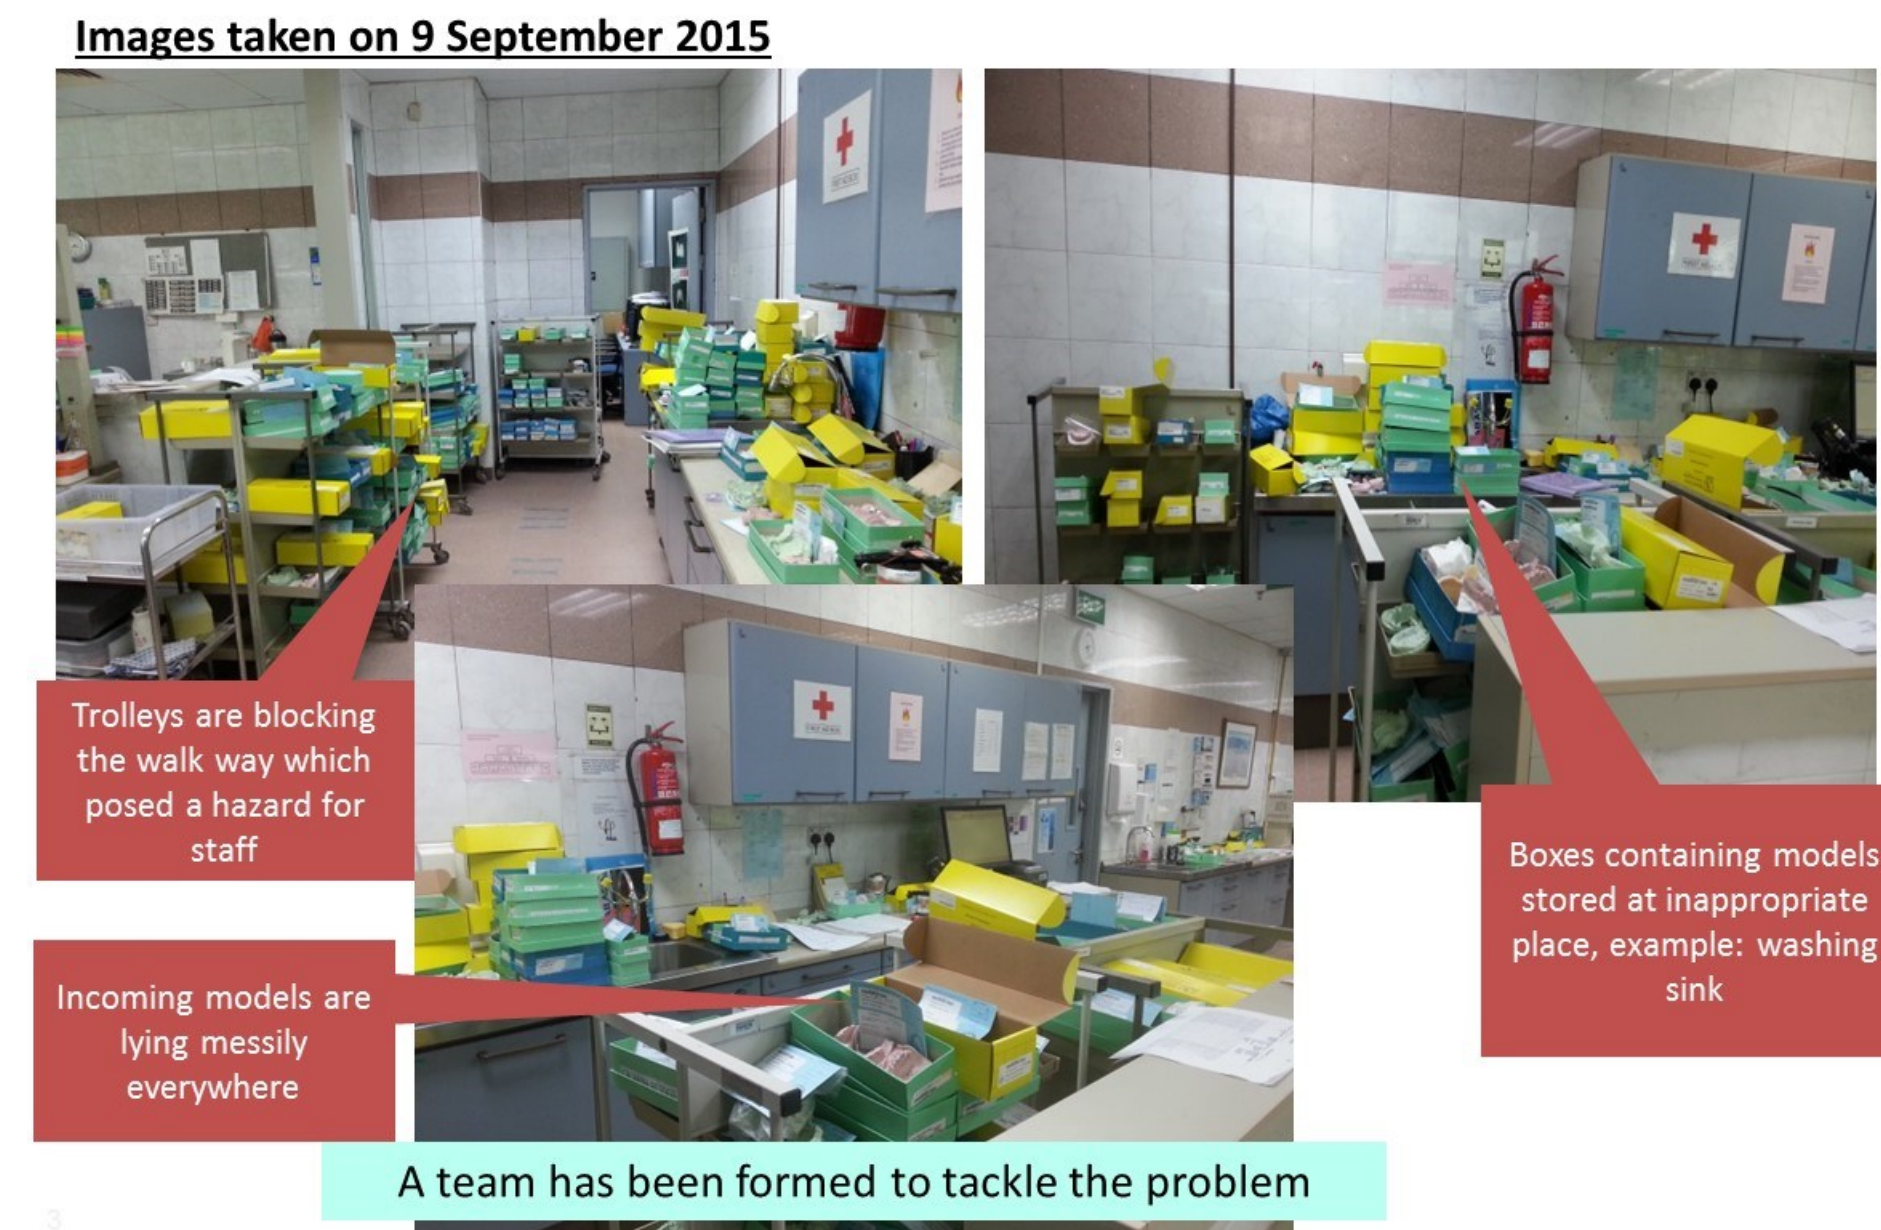 Images taken on 9 September 2015
Trolleys are blocking
the walk way which
posed a hazard for
staff
Boxes containing models
stored at inappropriate
place, example: washing
sink
Incoming models are
lying messily
everywhere
A team has been formed to tackle the problem
3